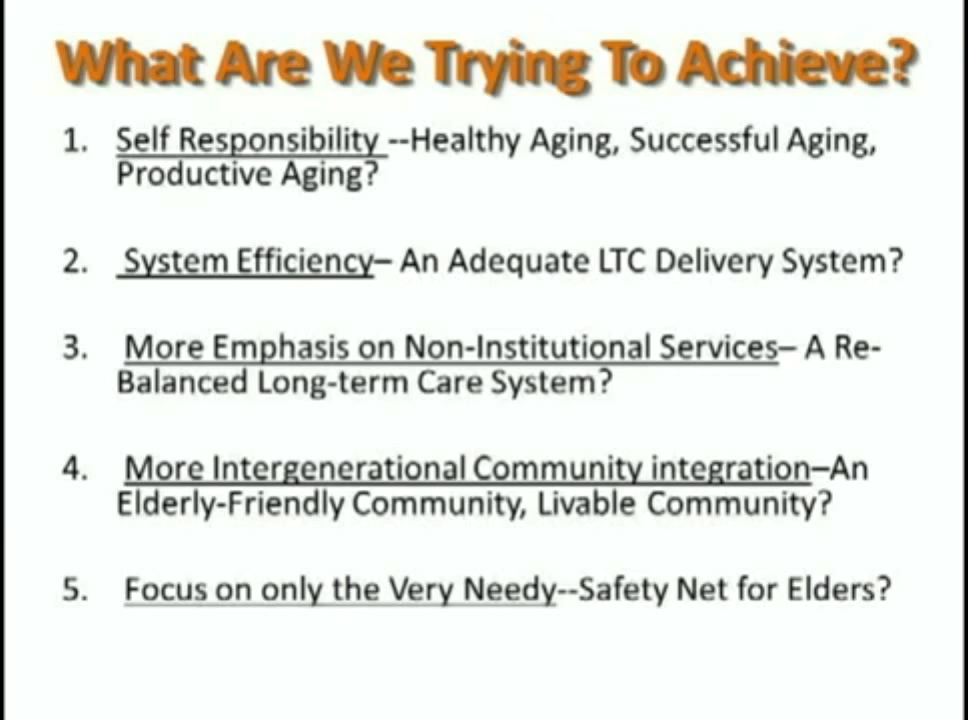 What Are We Trying To Achieve?
1. Self Responsibility --Healthy Aging, Successful Aging,
Productive Aging?
2. System Efficiency– An Adequate LTC Delivery System?
3. More Emphasis on Non-Institutional Services– A Re-
Balanced Long-term Care System?
4. More Intergenerational Community integration–An
Elderly-Friendly Community, Livable Community?
5. Focus on only the Very Needy--Safety Net for Elders?